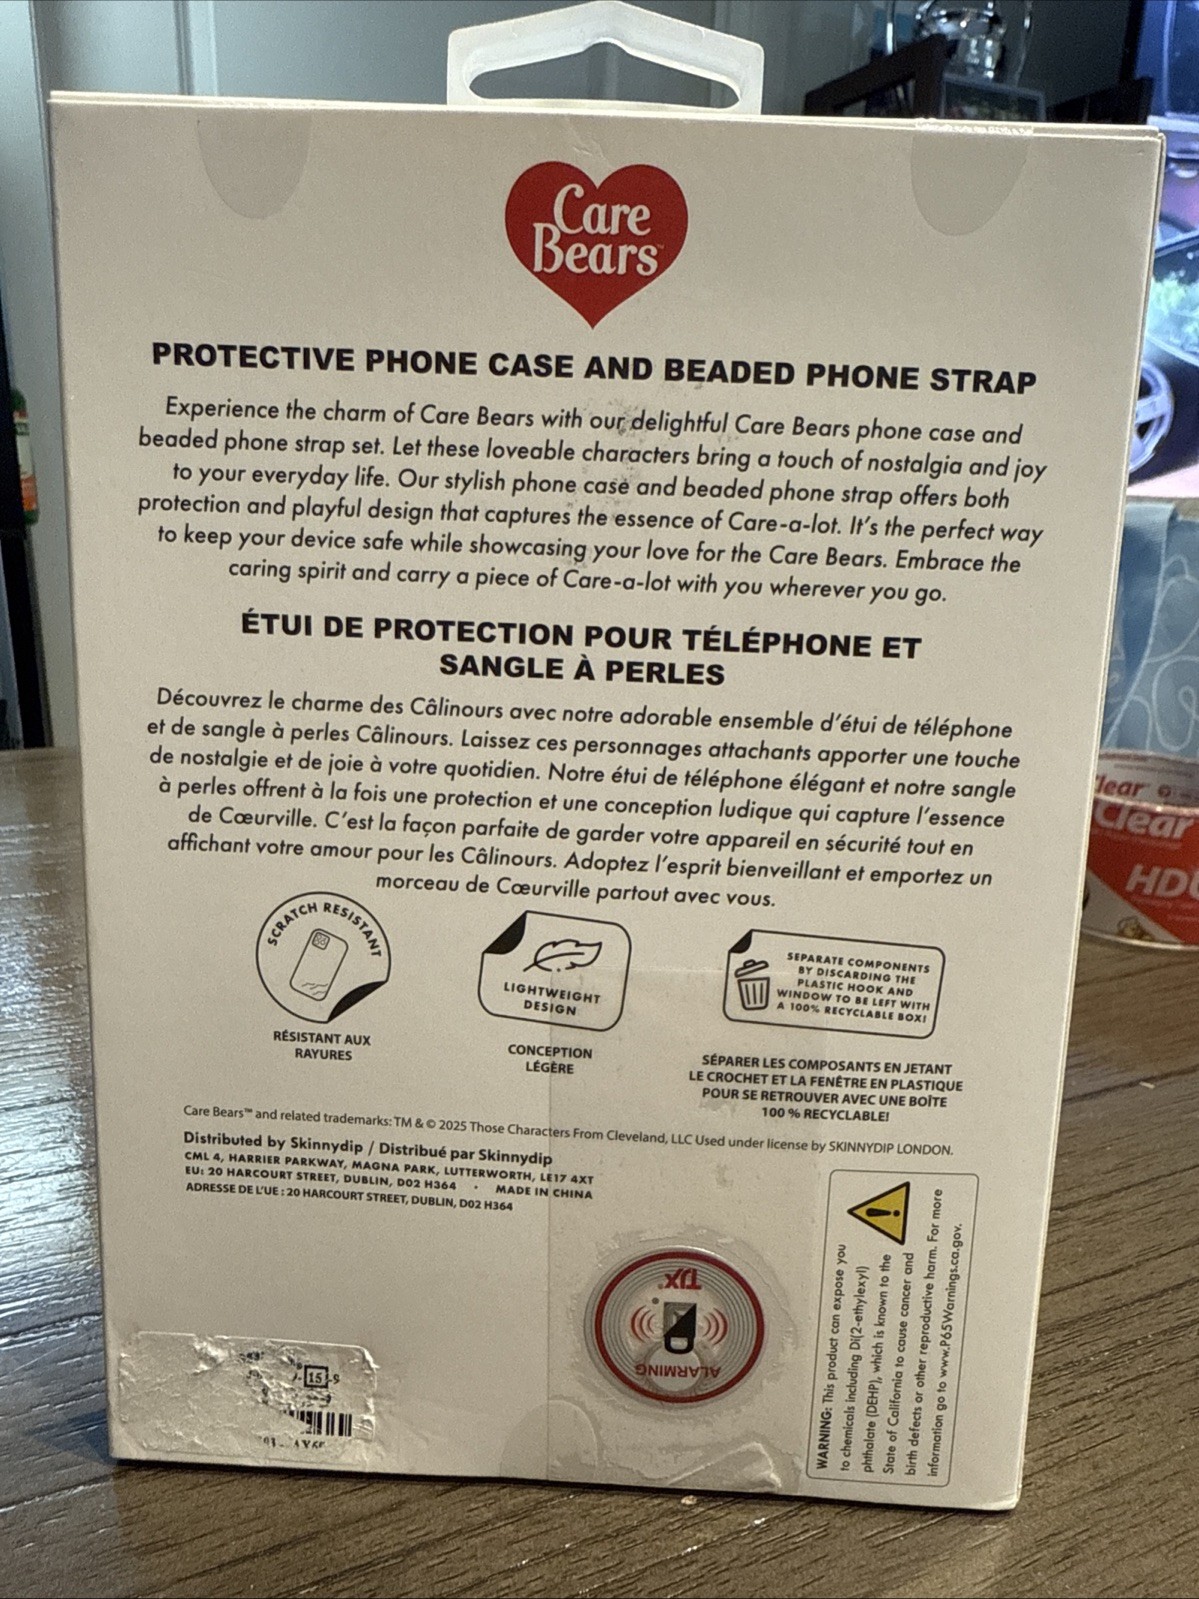 Care
Bears™
PROTECTIVE PHONE CASE AND BEADED PHONE STRAP
Experience the charm of Care Bears with our delightful Care Bears phone case and
beaded phone strap set. Let these loveable characters bring a touch of nostalgia and joy
to your everyday life. Our stylish phone case and beaded phone strap offers both
protection and playful design that captures the essence of Care-a-lot. It's the perfect way
to keep your device safe while showcasing your love for the Care Bears. Embrace the
caring spirit and carry a piece of Care-a-lot with you wherever you go.
ÉTUI DE PROTECTION POUR TÉLÉPHONE ET
SANGLE À PERLES
Découvrez le charme des Câlinours avec notre adorable ensemble d'étui de téléphone
et de sangle à perles Câlinours. Laissez ces personnages attachants apporter une touche
de nostalgie et de joie à votre quotidien. Notre étui de téléphone élégant et notre sangle
à perles offrent à la fois une protection et une conception ludique qui capture l'essence
de Cœurville. C'est la façon parfaite de garder votre appareil en sécurité tout en
affichant votre amour pour les Câlinours. Adoptez l'esprit bienveillant et emportez un
morceau de Cœurville partout avec vous.
SCRATCH RESISTANT
RÉSISTANT AUX
RAYURES
LIGHTWEIGHT
DESIGN
CONCEPTION
LÉGÈRE
SEPARATE COMPONENTS
BY DISCARDING THE
PLASTIC HOOK AND
WINDOW TO BE LEFT WITH
A 100% RECYCLABLE BOX!
SÉPARER LES COMPOSANTS EN JETANT
LE CROCHET ET LA FENÊTRE EN PLASTIQUE
POUR SE RETROUVER AVEC UNE BOÎTE
100 % RECYCLABLE!
Care Bears™ and related trademarks: TM & © 2025 Those Characters From Cleveland, LLC Used under license by SKINNYDIP LONDON.
Distributed by Skinnydip / Distribué par Skinnydip
CML 4, HARRIER PARKWAY, MAGNA PARK, LUTTERWORTH, LE17 4XT
EU: 20 HARCOURT STREET, DUBLIN, D02 H364 · MADE IN CHINA
ADRESSE DE L'UE : 20 HARCOURT STREET, DUBLIN, D02 H364
TJX®
ALARMING
15
WARNING: This product can expose you
to chemicals including Di(2-ethylexyl)
phthalate (DEHP), which is known to the
State of California to cause cancer and
birth defects or other reproductive harm. For more
information go to www.P65Warnings.ca.gov.
lear
Clear